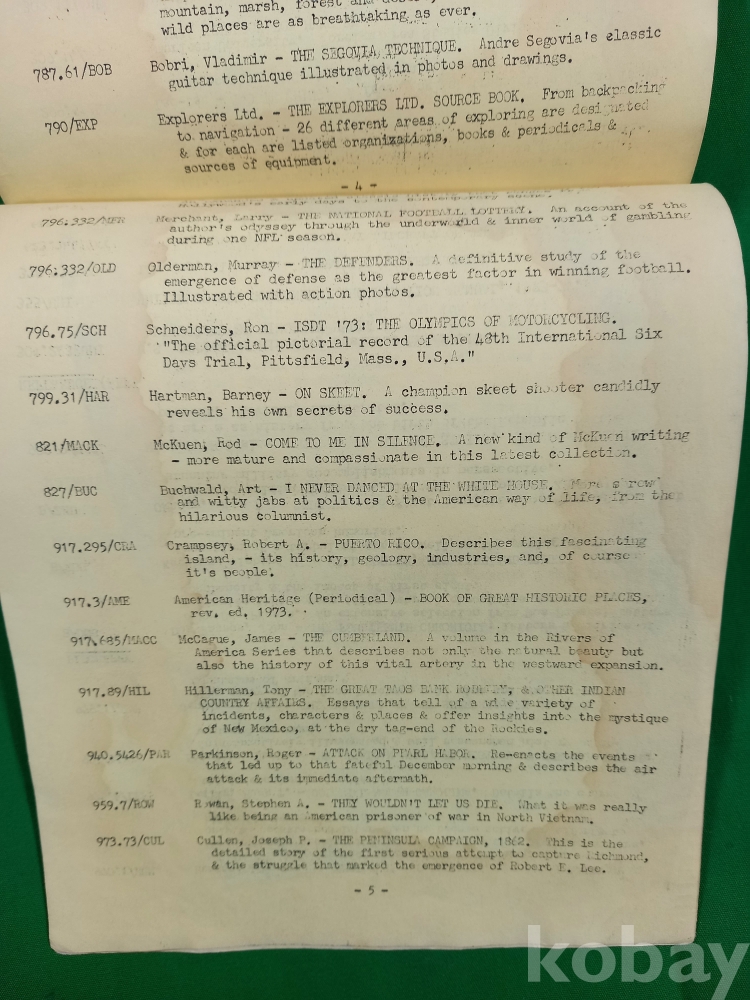 mountain, marsh, forest and
wild places are as breathtaking as ever.
787.61/BOB Bobri, Vladimir - THE SEGOVIA TECHNIQUE. Andre Segovia's classic
guitar technique illustrated in photos and drawings.
790/EXP Explorers Ltd. - THE EXPLORERS LTD. SOURCE BOOK. From backpacking
to navigation - 26 different areas of exploring are designated
& for each are listed organizations, books & periodicals &
sources of equipment.
- 4 -
early days to the contemporary
796.332/MER Merchant, Larry - THE NATIONAL FOOTBALL LOTTERY. An account of the
author's odyssey through the underworld & inner world of gambling
during one NFL season.
796.332/OLD Olderman, Murray - THE DEFENDERS. A definitive study of the
emergence of defense as the greatest factor in winning football.
Illustrated with action photos.
796.75/SCH Schneiders, Ron - ISDT '73: THE OLYMPICS OF MOTORCYCLING.
"The official pictorial record of the 48th International Six
Days Trial, Pittsfield, Mass., U.S.A."
799.31/HAR Hartman, Barney - ON SKEET. A champion skeet shooter candidly
reveals his own secrets of success.
821/MACK McKuen, Rod - COME TO ME IN SILENCE. A new kind of McKuen writing
- more mature and compassionate in this latest collection.
827/BUC Buchwald, Art - I NEVER DANCED AT THE WHITE HOUSE. More
and witty jabs at politics & the American way of life, from the
hilarious columnist.
917.295/CRA Crampsey, Robert A. - PUERTO RICO. Describes this fascinating
island, - its history, geology, industries, and, of course
it's people.
917.3/AME American Heritage (Periodical) - BOOK OF GREAT HISTORIC PLACES,
rev. ed. 1973.
917.685/MACC McCague, James - THE CUMBERLAND. A volume in the Rivers of
America Series that describes not only the natural beauty but
also the history of this vital artery in the westward expansion.
917.89/HIL Hillerman, Tony - THE GREAT TAOS BANK ROBBERY, & OTHER INDIAN
COUNTRY AFFAIRS. Essays that tell of a wide variety of
incidents, characters & places & offer insights into the mystique
of New Mexico, at the dry tag-end of the Rockies.
940.5426/PAR Parkinson, Roger - ATTACK ON PEARL HABOR. Re-enacts the events
that led up to that fateful December morning & describes the air
attack & its immediate aftermath.
959.7/ROW Rowan, Stephen A. - THEY WOULDN'T LET US DIE. What it was really
like being an American prisoner of war in North Vietnam.
973.73/CUL Cullen, Joseph P. - THE PENINSULA CAMPAIGN, 1862. This is the
detailed story of the first serious attempt to capture Richmond,
& the struggle that marked the emergence of Robert E. Lee.
- 5 -
kobay